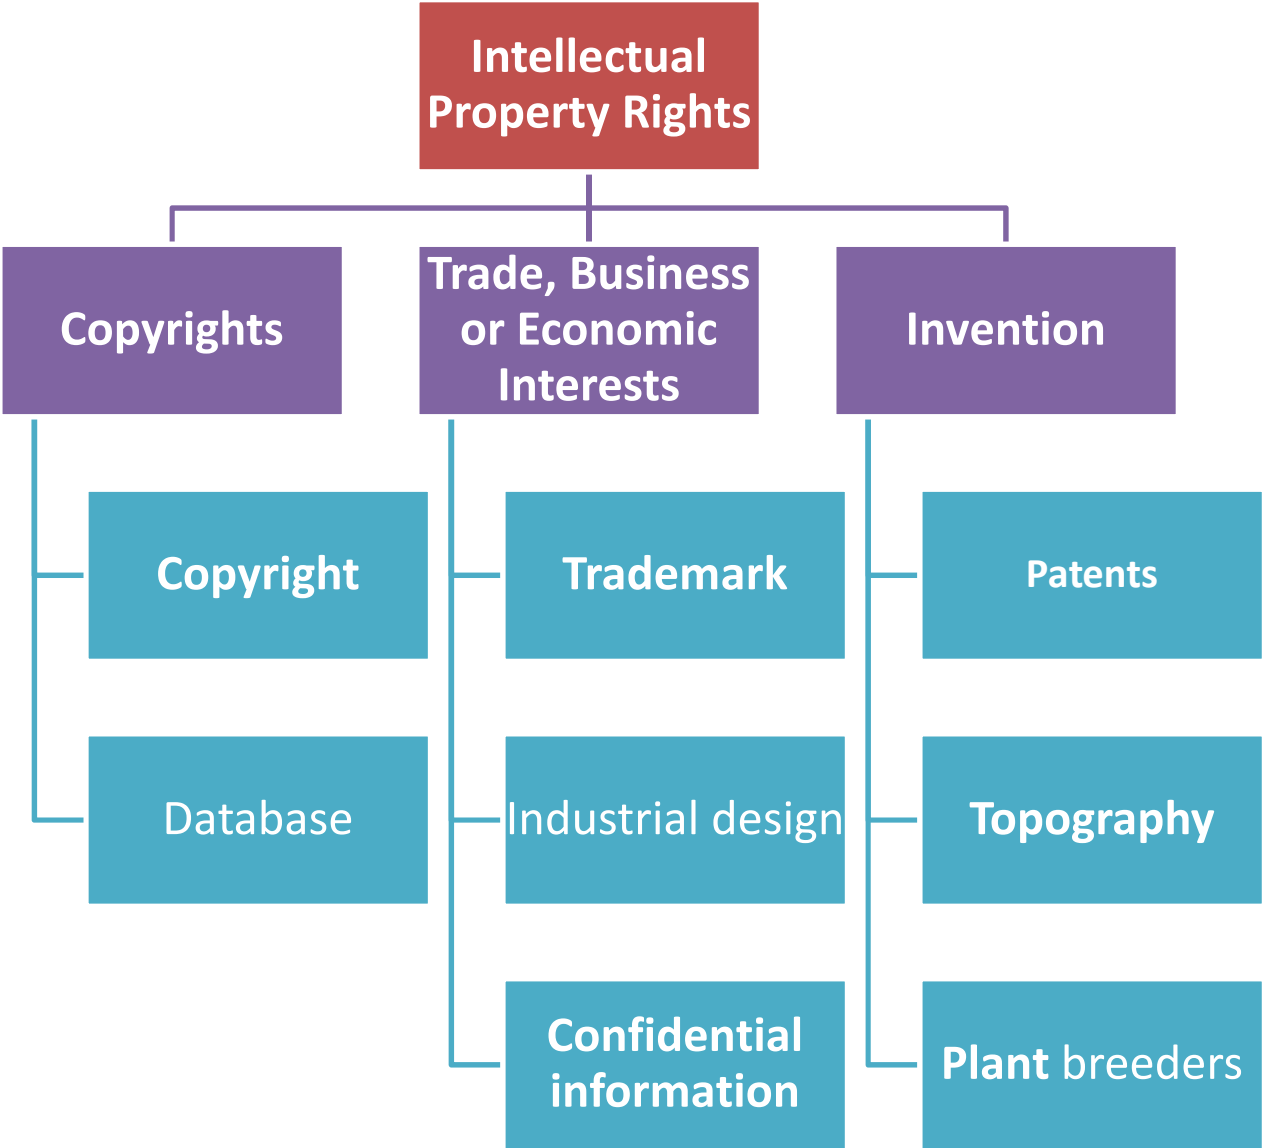 Intellectual
Property Rights
Copyrights
Trade, Business
or Economic
Interests
Invention
Copyright
Trademark
Patents
Database
Industrial design
Topography
Confidential
information
Plant breeders